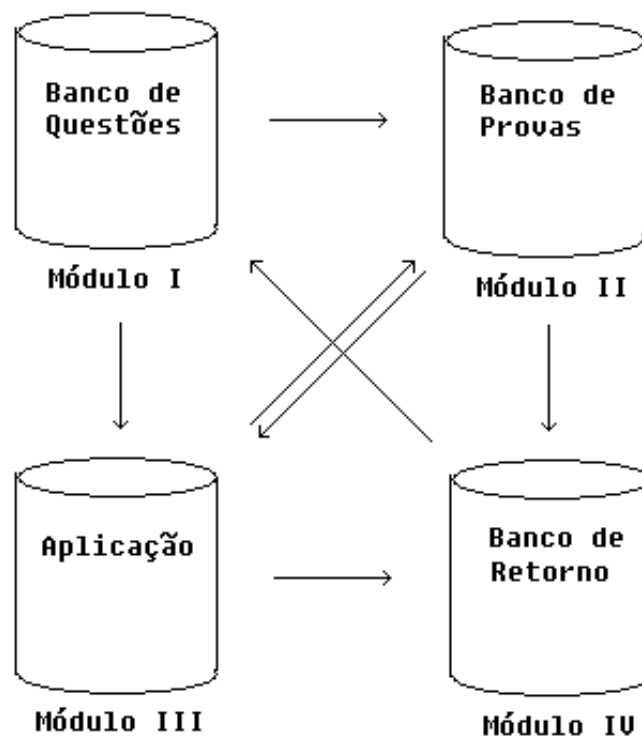 Banco de
Questões
Módulo I
Banco de
Provas
Módulo II
Aplicação
Módulo III
Banco de
Retorno
Módulo IV